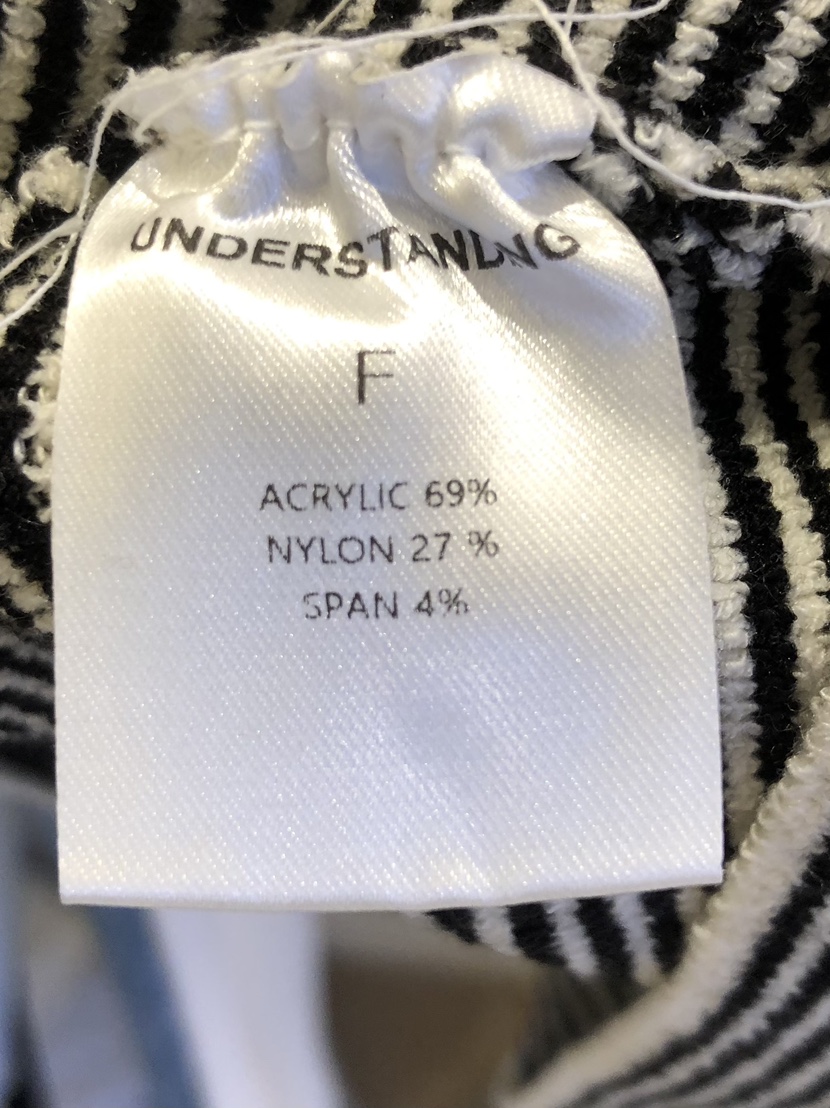 UNDERSTANDING
F
ACRYLIC 69%
NYLON 27 %
SPAN 4%